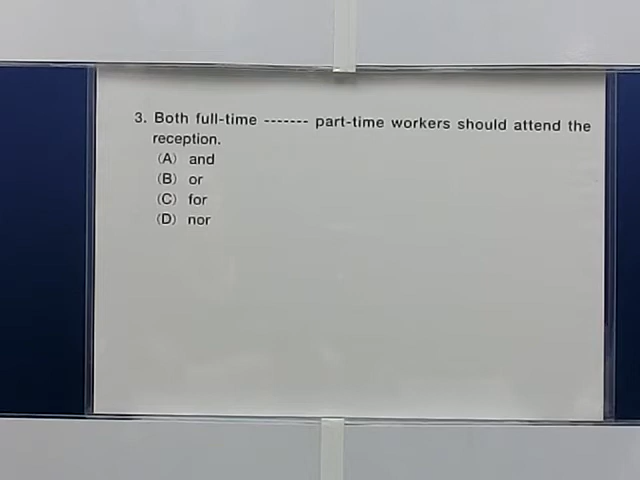 3. Both full-time ------- part-time workers should attend the
reception.
(A) and
(B) or
(C) for
(D) nor